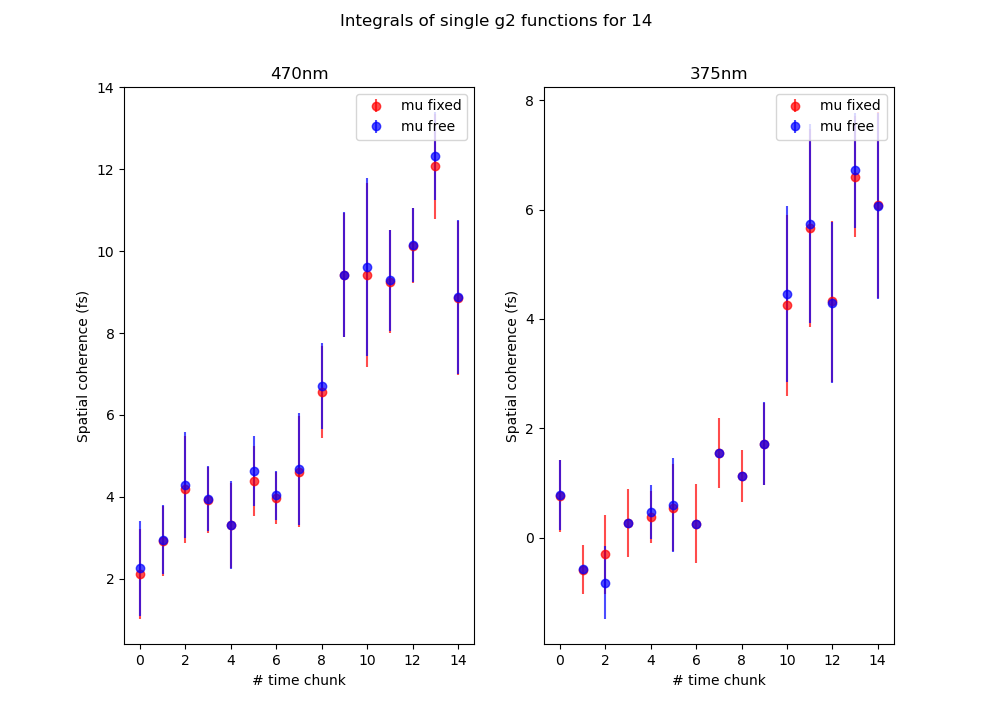 Integrals of single g2 functions for 14
470nm
mu fixed
mu free
14
12
10
8
6
4
2
Spatial coherence (fs)
0 2 4 6 8 10 12 14
# time chunk
375nm
mu fixed
mu free
8
6
4
2
0
Spatial coherence (fs)
0 2 4 6 8 10 12 14
# time chunk